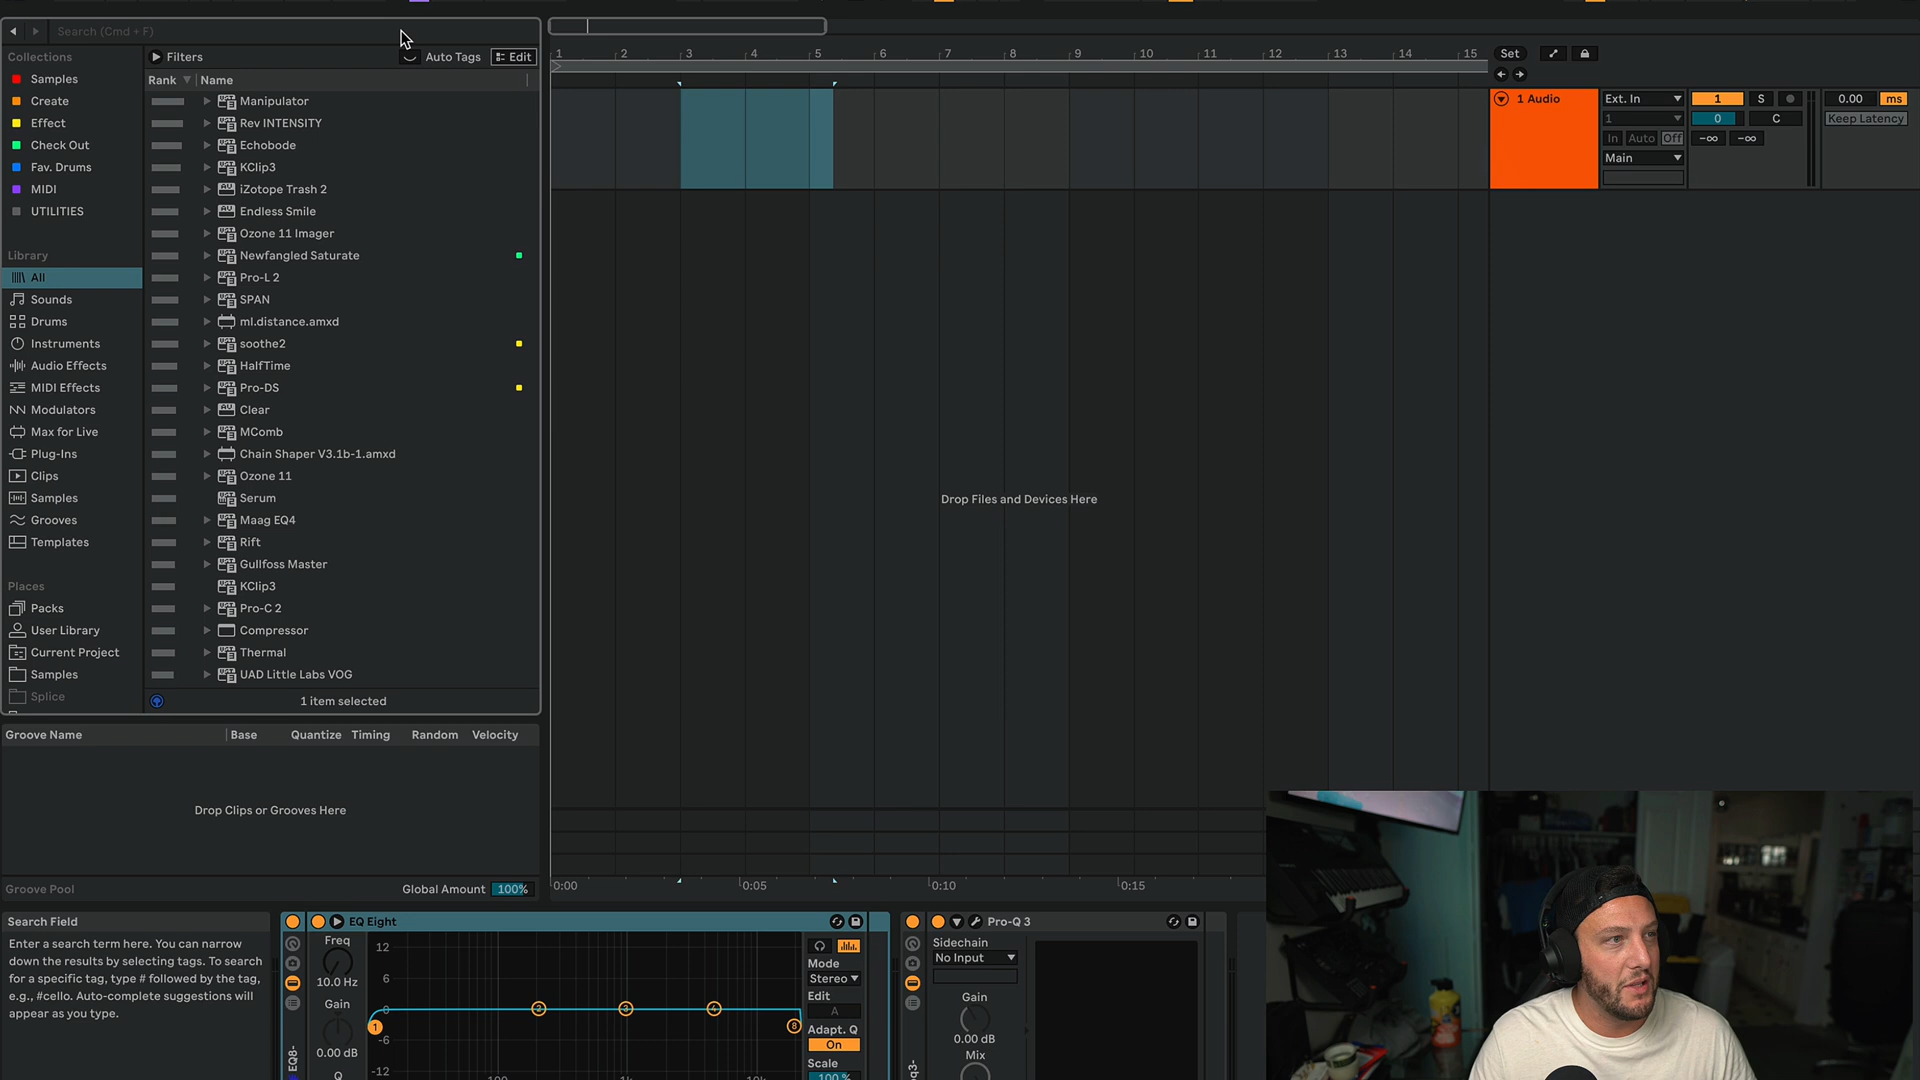 Search (Cmd + F)
Collections
Samples
Create
Effect
Check Out
Fav. Drums
MIDI
UTILITIES
Library
All
Sounds
Drums
Instruments
Audio Effects
MIDI Effects
Modulators
Max for Live
Plug-Ins
Clips
Samples
Grooves
Templates
Places
Packs
User Library
Current Project
Samples
Splice
Filters
Auto Tags
Edit
Rank
Name
Manipulator
Rev INTENSITY
Echobode
KClip3
iZotope Trash 2
Endless Smile
Ozone 11 Imager
Newfangled Saturate
Pro-L 2
SPAN
ml.distance.amxd
soothe2
HalfTime
Pro-DS
Clear
MComb
Chain Shaper V3.1b-1.amxd
Ozone 11
Serum
Maag EQ4
Rift
Gullfoss Master
KClip3
Pro-C 2
Compressor
Thermal
UAD Little Labs VOG
1 item selected
1 2 3 4 5 6 7 8 9 10 11 12 13 14 15
Set
1 Audio
Ext. In
1
In Auto Off
Main
1 S
0 C
-∞ -∞
0.00 ms
Keep Latency
Drop Files and Devices Here
Groove Name Base Quantize Timing Random Velocity
Drop Clips or Grooves Here
Groove Pool
Global Amount 100%
0:00 0:05 0:10 0:15
Search Field
Enter a search term here. You can narrow
down the results by selecting tags. To search
for a specific tag, type # followed by the tag,
e.g., #cello. Auto-complete suggestions will
appear as you type.
EQ Eight
Freq
10.0 Hz
Gain
0.00 dB
Q
12
6
0
-6
-12
100 1k 10k
1 2 3 4 8
Mode
Stereo
Edit
A
Adapt. Q
On
Scale
100 %
EQ8-
Pro-Q 3
Sidechain
No Input
Gain
0.00 dB
Mix